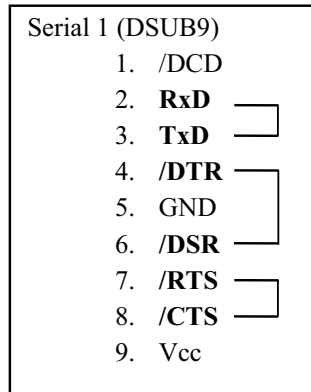 Serial 1 (DSUB9)
1. /DCD
2. RxD
3. TxD
4. /DTR
5. GND
6. /DSR
7. /RTS
8. /CTS
9. Vcc